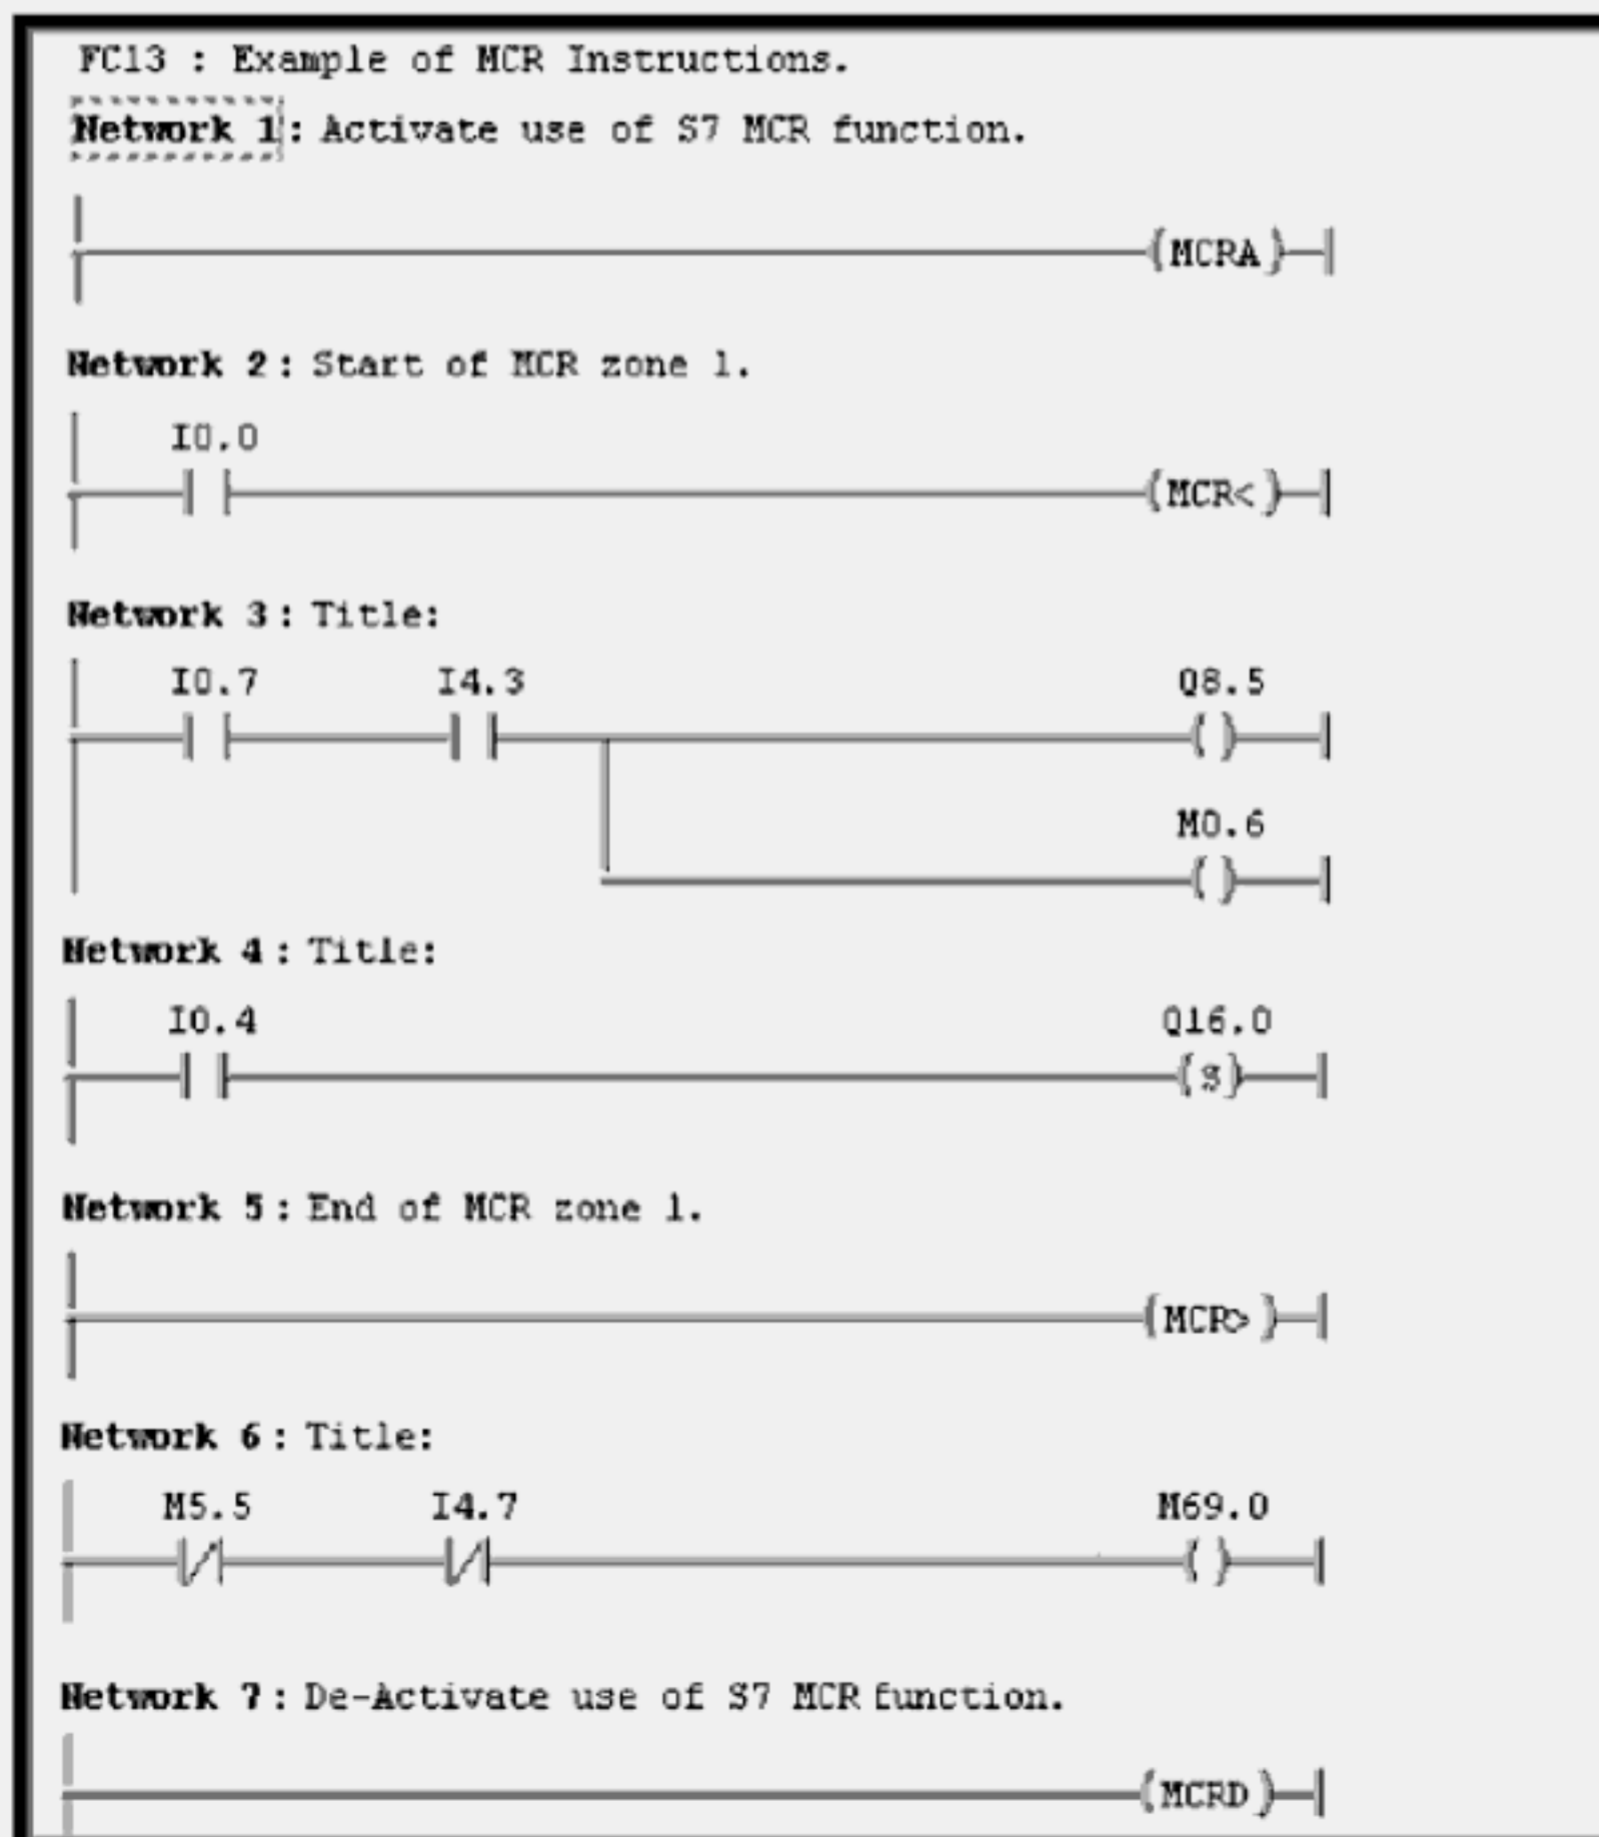 FC13 : Example of MCR Instructions.
Network 1: Activate use of S7 MCR function.
(MCRA)
Network 2: Start of MCR zone 1.
I0.0
(MCR<)
Network 3: Title:
I0.7 I4.3 Q8.5
( )
M0.6
( )
Network 4: Title:
I0.4 Q16.0
(S)
Network 5: End of MCR zone 1.
(MCR>)
Network 6: Title:
M5.5 I4.7 M69.0
( )
Network 7: De-Activate use of S7 MCR function.
(MCRD)